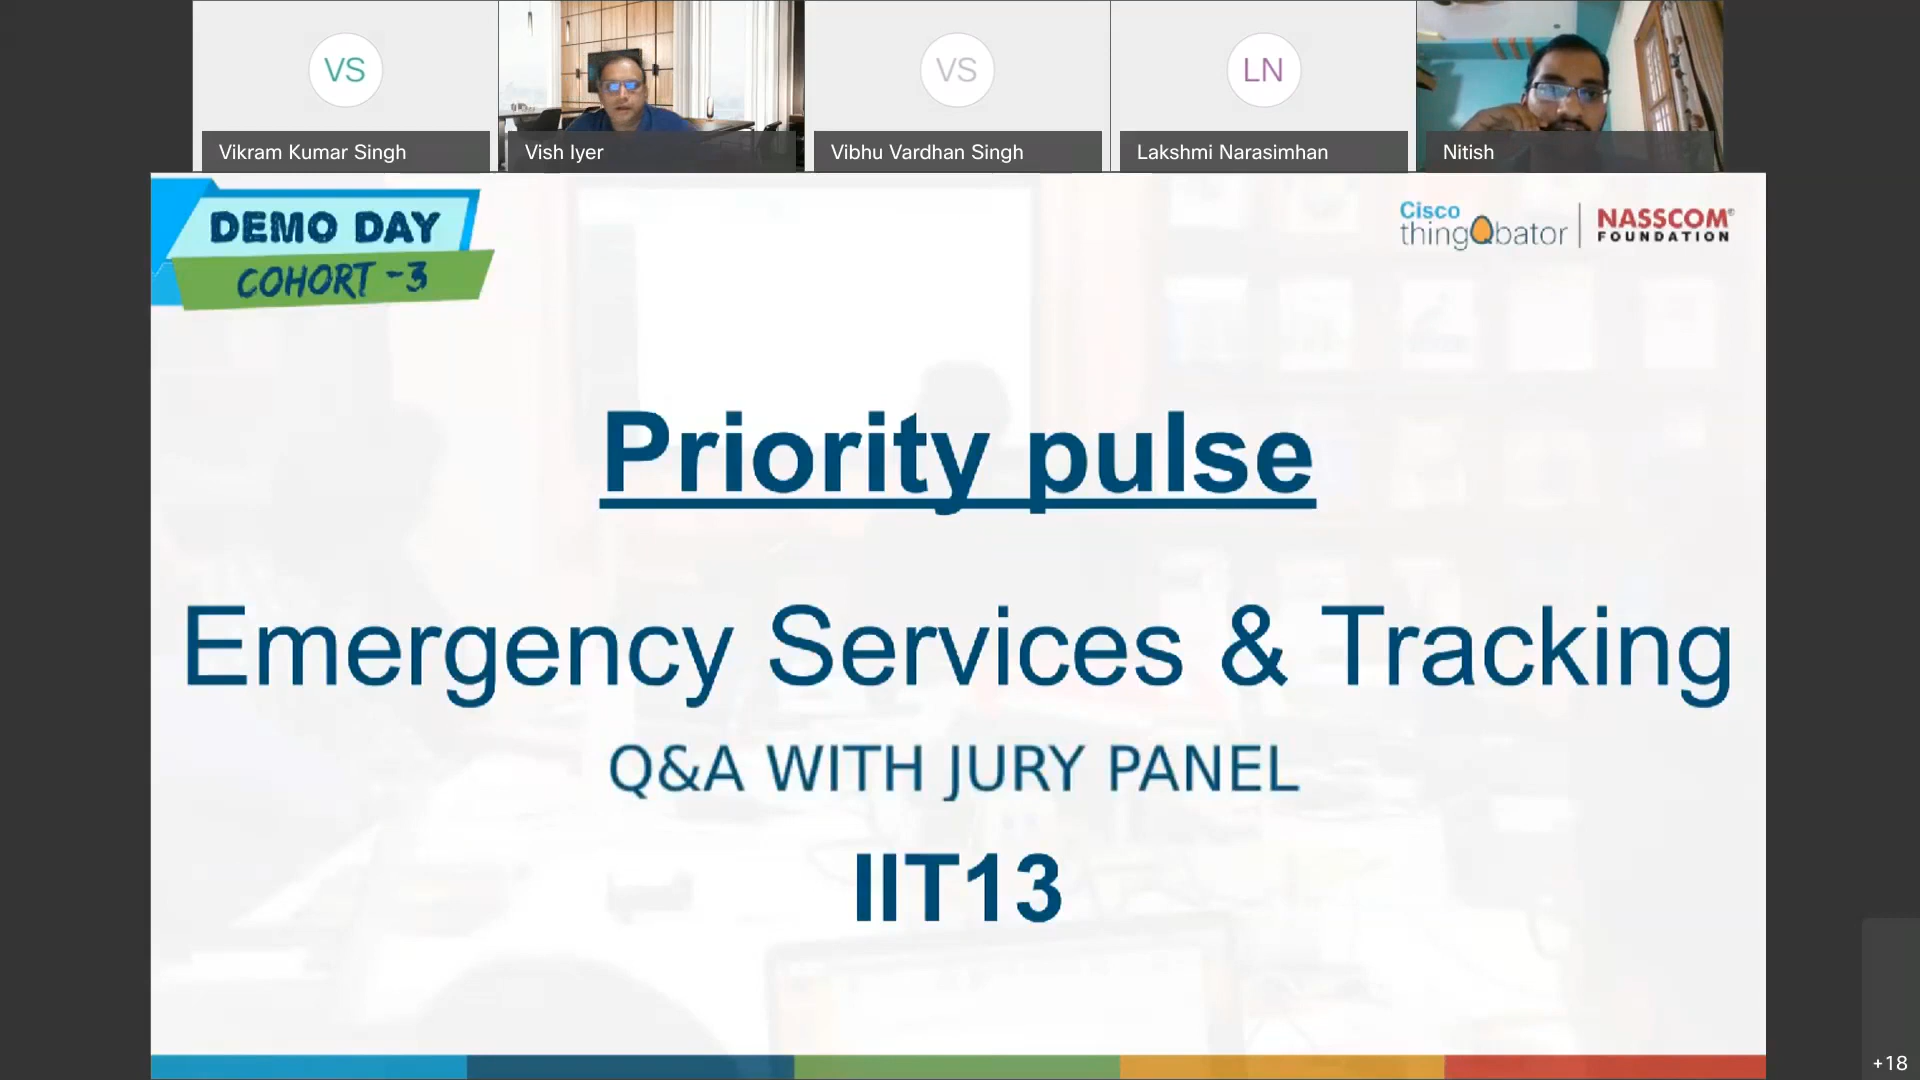 VS
VS
LN
Vikram Kumar Singh
Vish Iyer
Vibhu Vardhan Singh
Lakshmi Narasimhan
Nitish
DEMO DAY
COHORT -3
Cisco
thingQbator
NASSCOM®
FOUNDATION
Priority pulse
Emergency Services & Tracking
Q&A WITH JURY PANEL
IIT13
+18